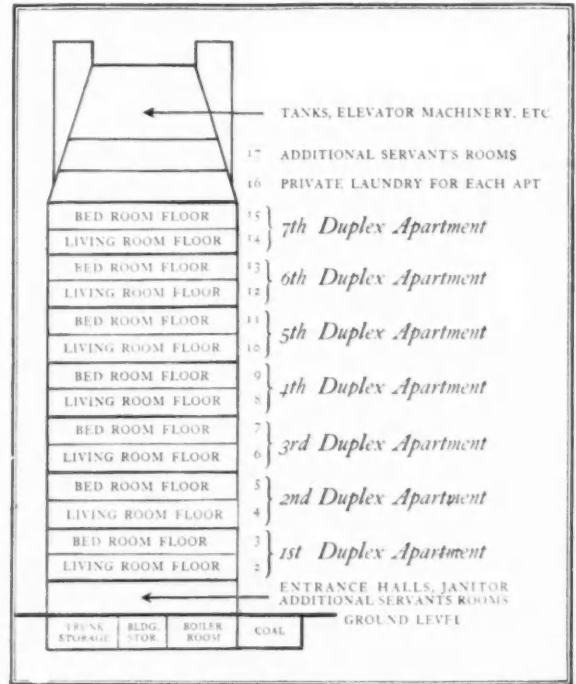 TANKS, ELEVATOR MACHINERY, ETC
17 ADDITIONAL SERVANT'S ROOMS
16 PRIVATE LAUNDRY FOR EACH APT
BED ROOM FLOOR 15
7th Duplex Apartment
LIVING ROOM FLOOR 14
BED ROOM FLOOR 13
6th Duplex Apartment
LIVING ROOM FLOOR 12
BED ROOM FLOOR 11
5th Duplex Apartment
LIVING ROOM FLOOR 10
BED ROOM FLOOR 9
4th Duplex Apartment
LIVING ROOM FLOOR 8
BED ROOM FLOOR 7
3rd Duplex Apartment
LIVING ROOM FLOOR 6
BED ROOM FLOOR 5
2nd Duplex Apartment
LIVING ROOM FLOOR 4
BED ROOM FLOOR 3
1st Duplex Apartment
LIVING ROOM FLOOR 2
ENTRANCE HALLS, JANITOR
ADDITIONAL SERVANTS ROOMS
GROUND LEVEL
TRUNK STORAGE
BLDG. STOR.
BOILER ROOM
COAL